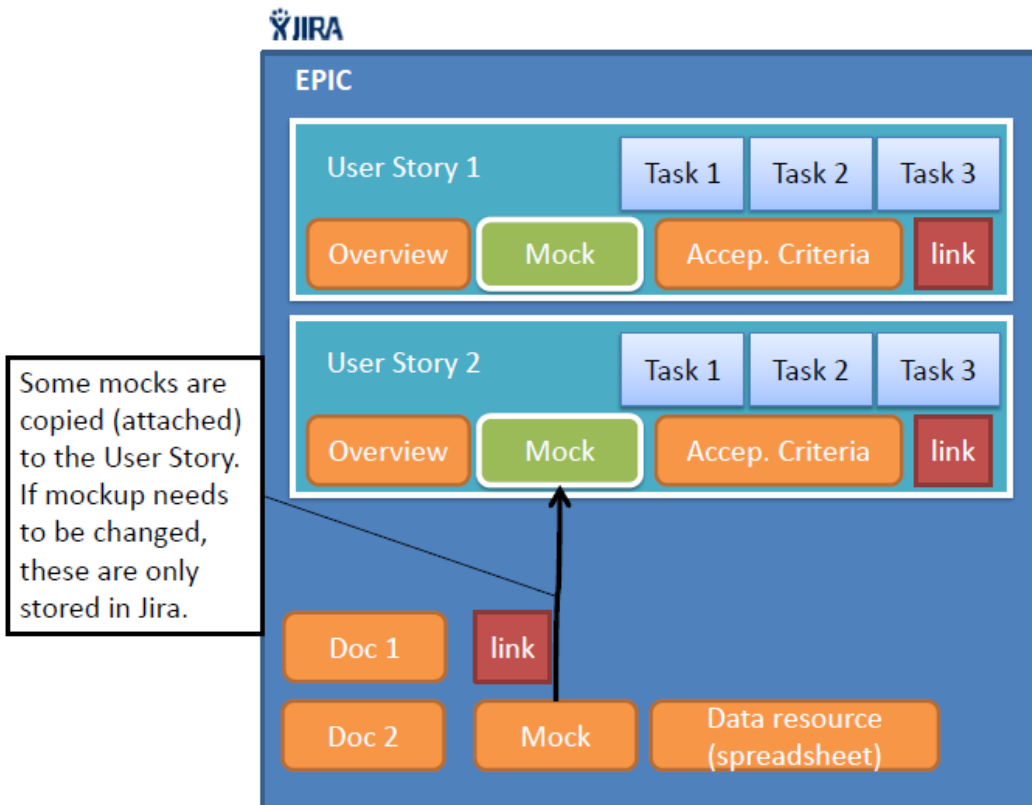 JIRA
EPIC
User Story 1
Task 1
Task 2
Task 3
Overview
Mock
Accep. Criteria
link
User Story 2
Task 1
Task 2
Task 3
Overview
Mock
Accep. Criteria
link
Some mocks are
copied (attached)
to the User Story.
If mockup needs
to be changed,
these are only
stored in Jira.
Doc 1
link
Doc 2
Mock
Data resource
(spreadsheet)